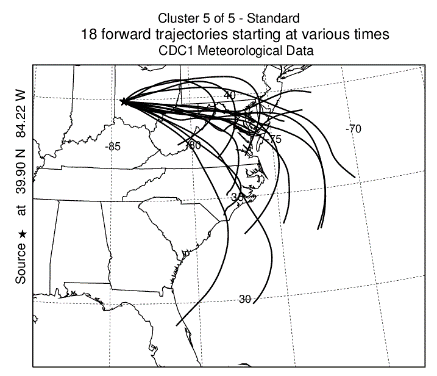 Cluster 5 of 5 - Standard
18 forward trajectories starting at various times
CDC1 Meteorological Data
Source ★ at 39.90 N 84.22 W
40
-70
-75
-80
-85
35
30